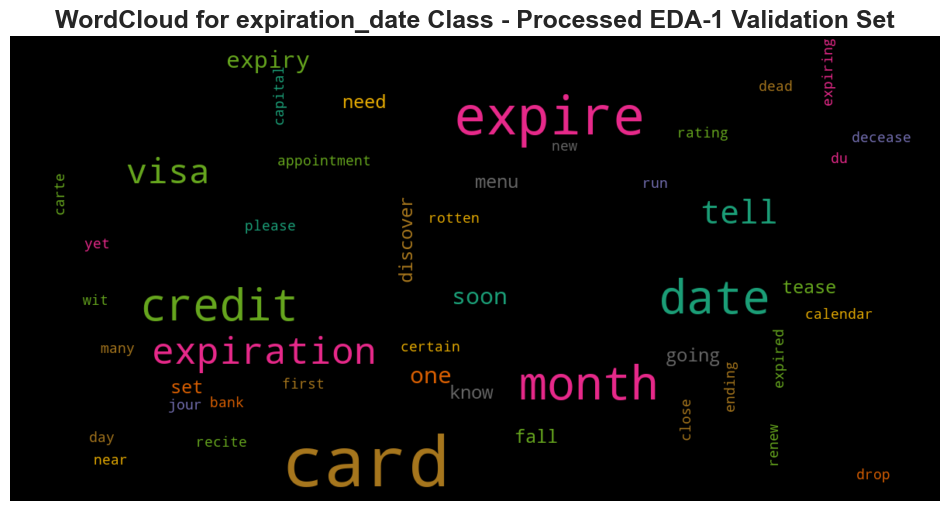 WordCloud for expiration_date Class - Processed EDA-1 Validation Set
expiry
expiring
capital
need
dead
expire
rating
decease
new
du
appointment
visa
menu
run
carte
discover
rotten
tell
please
yet
wit
credit
soon
date
tease
calendar
many
expiration
certain
going
expired
set
first
one
know
month
ending
jour
bank
close
day
recite
fall
renew
near
card
drop